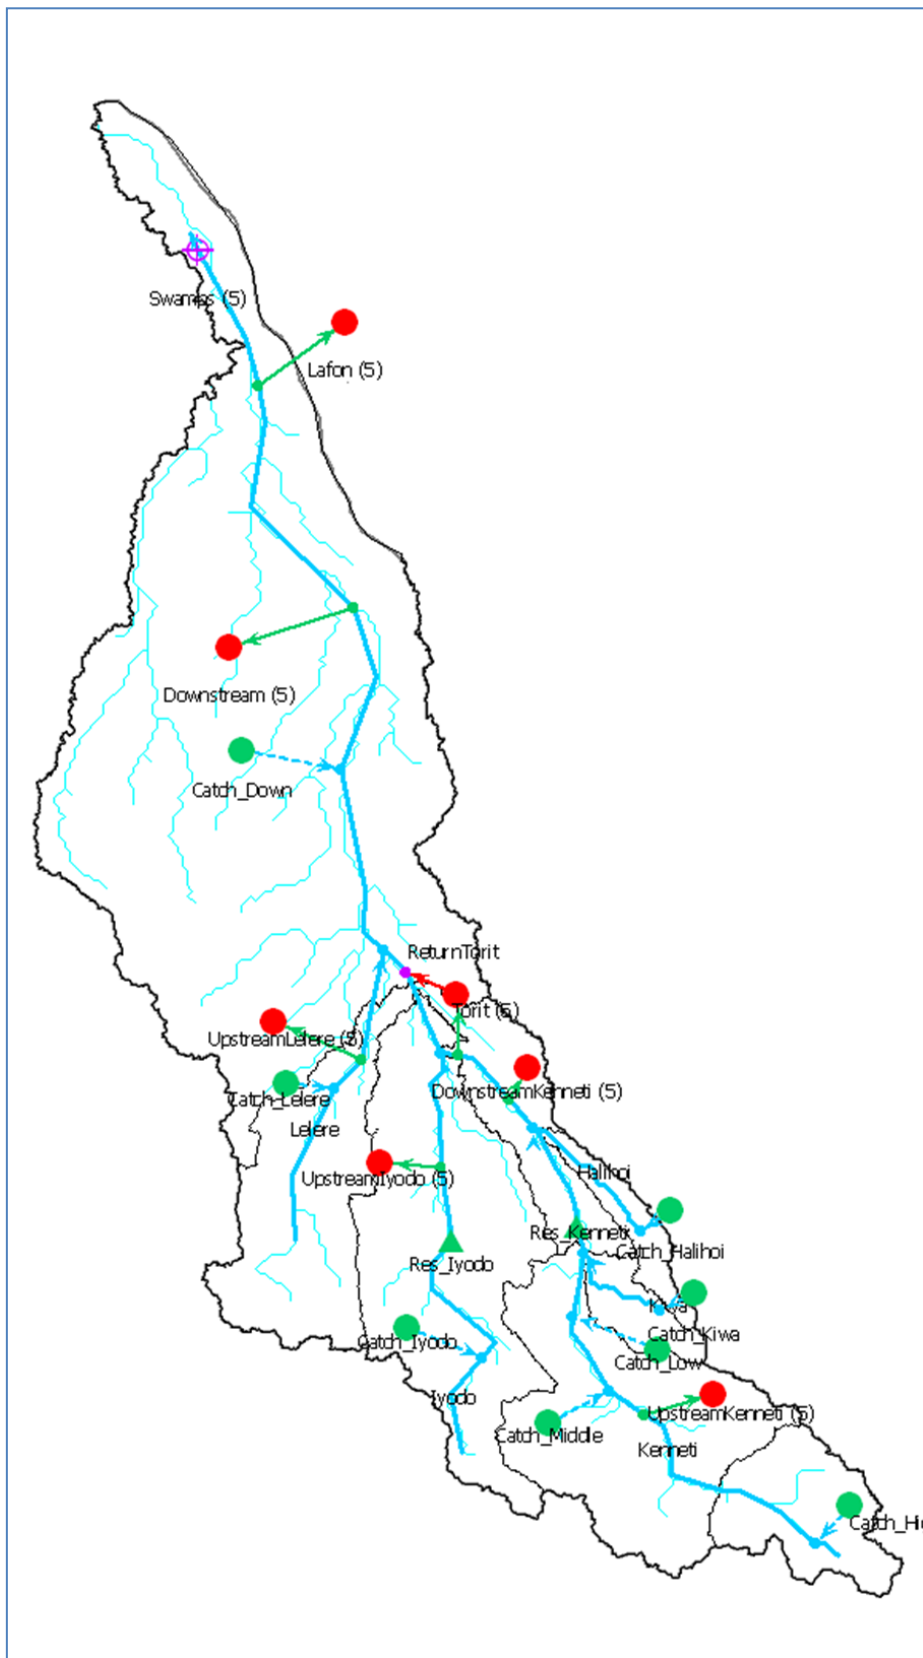 Swamps (5)
Lafon (5)
Downstream (5)
Catch_Down
ReturnTorit
Torit (5)
UpstreamLelere (5)
DownstreamKenneti (5)
Catch_Lelere
Lelere
Halihoi
UpstreamIyodo (5)
Res_Kenneti
Catch_Halihoi
Res_Iyodo
Kiwa
Catch_Kiwa
Catch_Iyodo
Catch_Low
Iyodo
UpstreamKenneti (5)
Catch_Middle
Kenneti